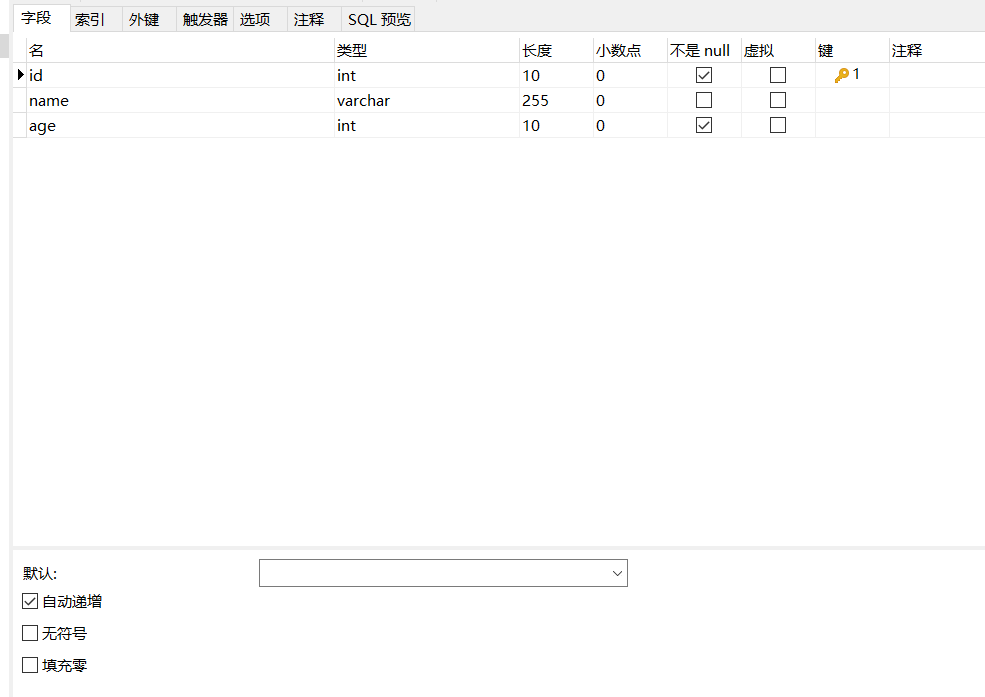 字段 索引 外键 触发器 选项 注释 SQL 预览
名 类型 长度 小数点 不是 null 虚拟 键 注释
id int 10 0 1
name varchar 255 0
age int 10 0
默认:
自动递增
无符号
填充零